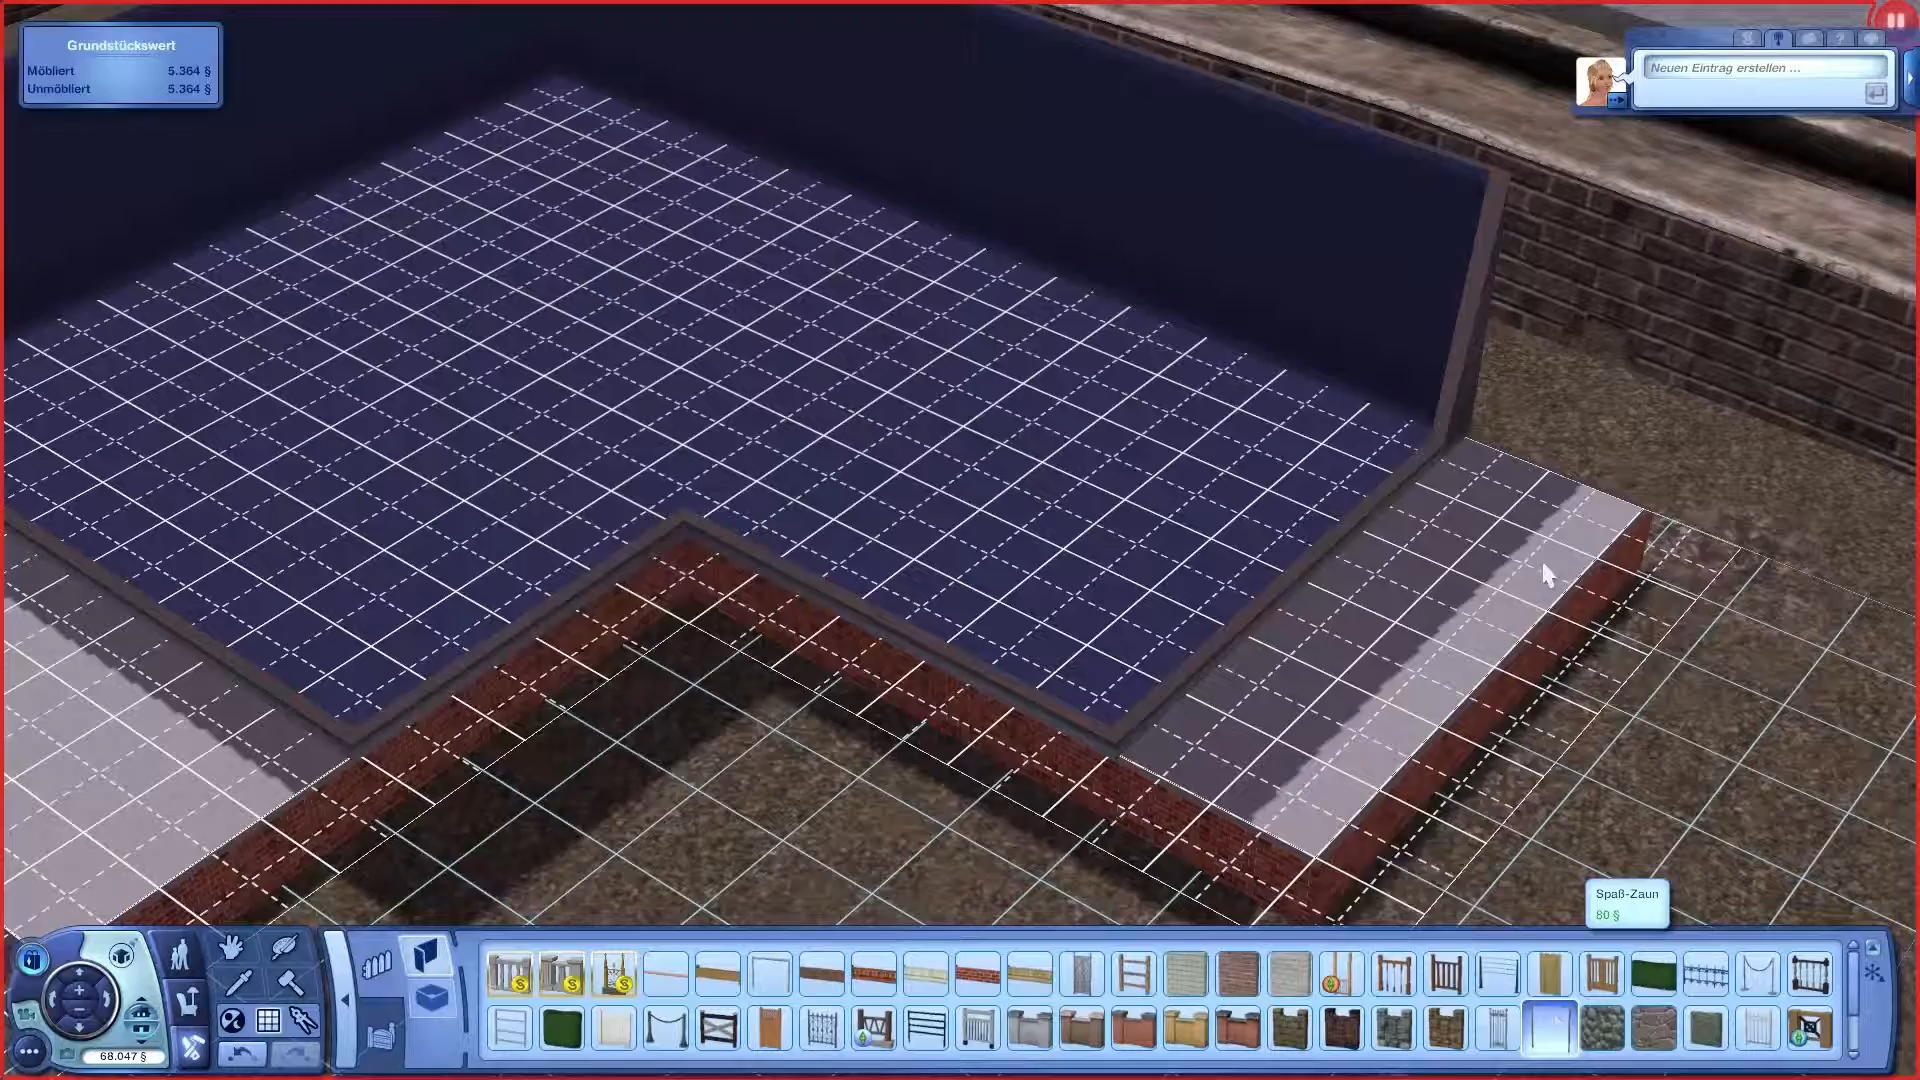 Grundstückswert
Möbliert 5.364 §
Unmöbliert 5.364 §
Neuen Eintrag erstellen ...
Spaß-Zaun
80 §
68.047 §